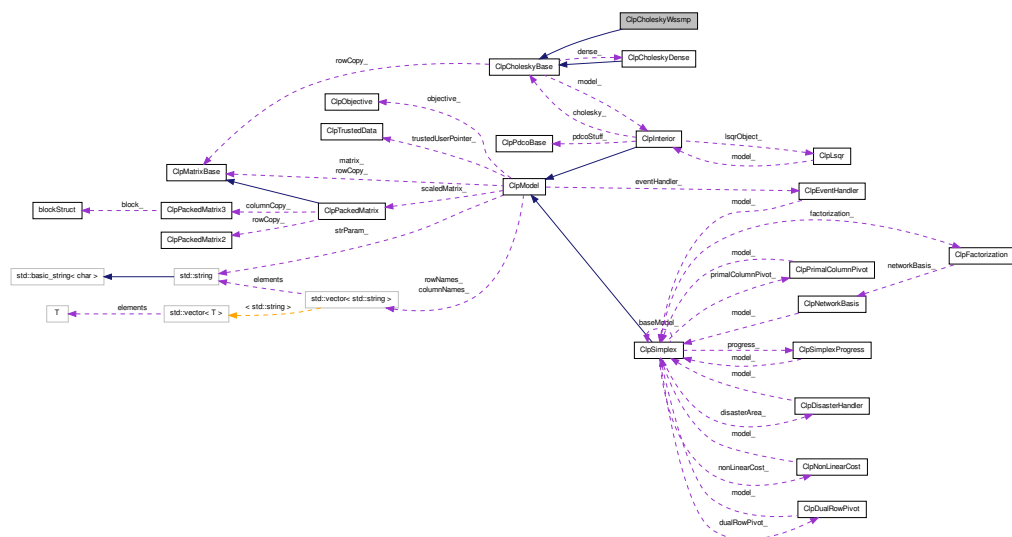 ClpCholeskyWssmp
dense_
ClpCholeskyDense
rowCopy_
ClpCholeskyBase
model_
ClpObjective
objective_
cholesky_
ClpTrustedData
trustedUserPointer_
ClpPdcoBase
pdcoStuff_
ClpInterior
lsqrObject_
model_
ClpLsqr
ClpMatrixBase
matrix_
rowCopy_
scaledMatrix_
ClpModel
eventHandler_
ClpEventHandler
blockStruct
block_
ClpPackedMatrix3
columnCopy_
rowCopy_
ClpPackedMatrix
model_
factorization_
ClpPackedMatrix2
strParam_
ClpFactorization
std::basic_string< char >
std::string
elements
rowNames_
columnNames_
model_
primalColumnPivot_
ClpPrimalColumnPivot
networkBasis_
T
elements
std::vector< T >
< std::string >
std::vector< std::string >
ClpNetworkBasis
model_
baseModel_
ClpSimplex
progress_
model_
ClpSimplexProgress
model_
disasterArea_
ClpDisasterHandler
model_
nonLinearCost_
ClpNonLinearCost
model_
dualRowPivot_
ClpDualRowPivot